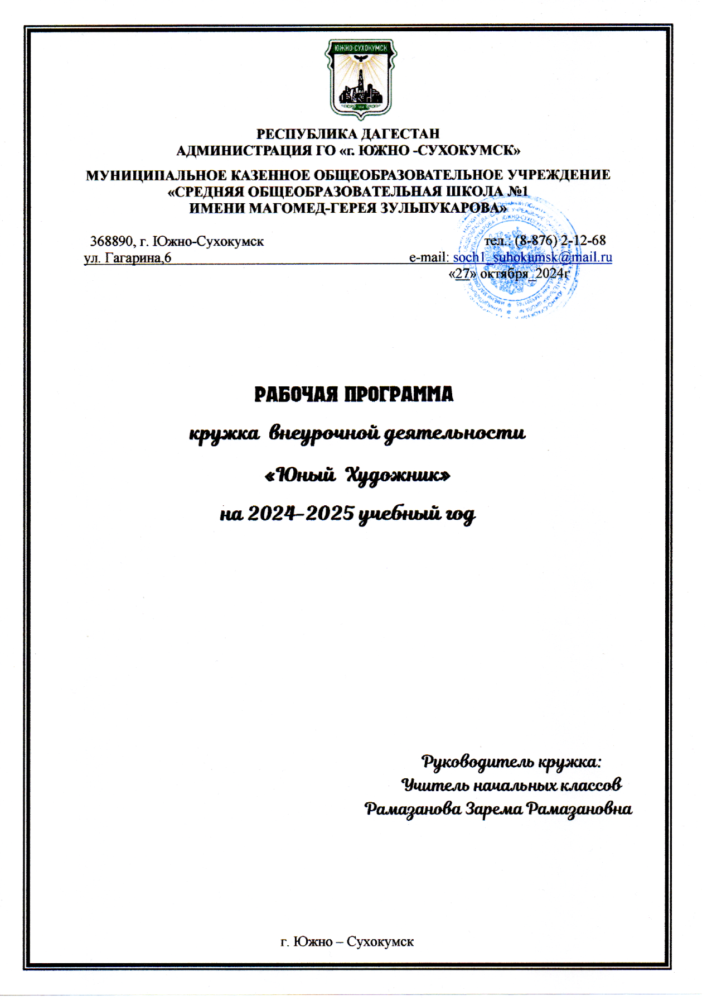 ЮЖНО-СУХОКУМСК
РЕСПУБЛИКА ДАГЕСТАН
АДМИНИСТРАЦИЯ ГО «г. ЮЖНО -СУХОКУМСК»
МУНИЦИПАЛЬНОЕ КАЗЕННОЕ ОБЩЕОБРАЗОВАТЕЛЬНОЕ УЧРЕЖДЕНИЕ
«СРЕДНЯЯ ОБЩЕОБРАЗОВАТЕЛЬНАЯ ШКОЛА №1
ИМЕНИ МАГОМЕД-ГЕРЕЯ ЗУЛЬПУКАРОВА»
368890, г. Южно-Сухокумск тел.: (8-876) 2-12-68
ул. Гагарина,6 e-mail: soch1_suhokumsk@mail.ru
«27» октября_2024г
РАБОЧАЯ ПРОГРАММА
кружка внеурочной деятельности
«Юный Художник»
на 2024-2025 учебный год
Руководитель кружка:
Учитель начальных классов
Рамазанова Зарема Рамазановна
г. Южно – Сухокумск